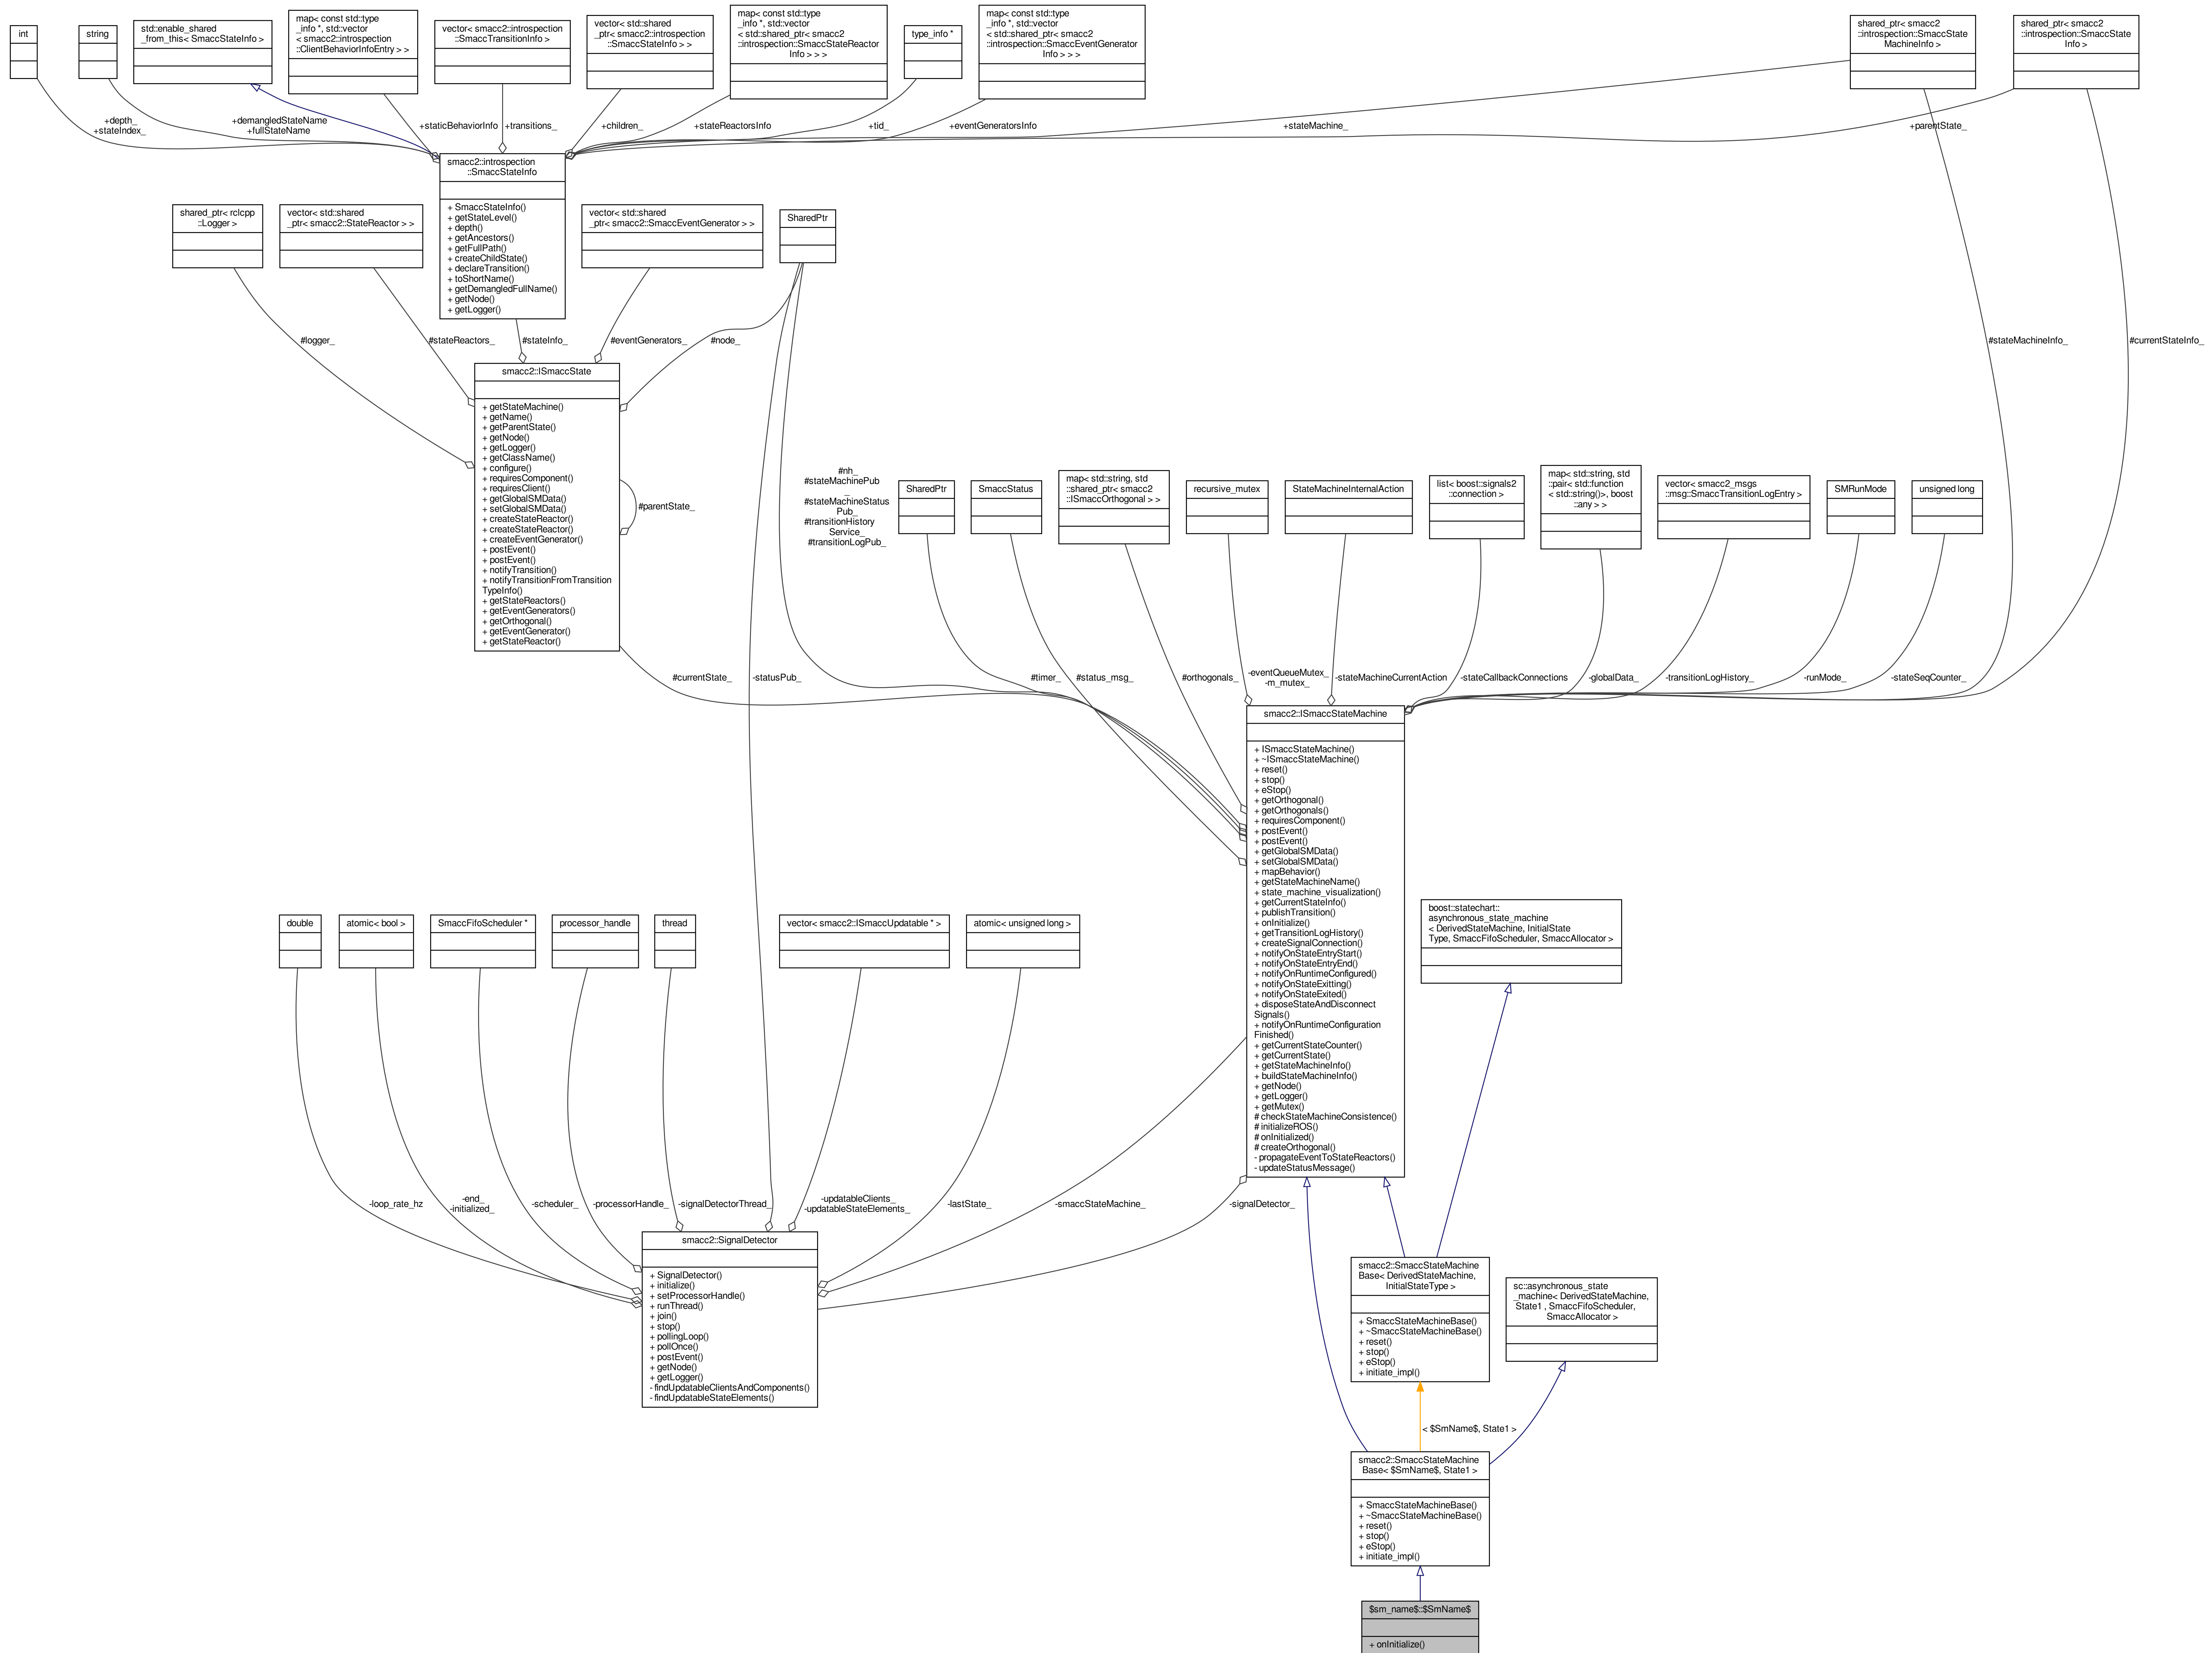 int
string
std::enable_shared
_from_this< SmaccStateInfo >
map< const std::type
_info *, std::vector
< smacc2::introspection
::ClientBehaviorInfoEntry > >
vector< smacc2::introspection
::SmaccTransitionInfo >
vector< std::shared
_ptr< smacc2::introspection
::SmaccStateInfo > >
map< const std::type
_info *, std::vector
< std::shared_ptr< smacc2
::introspection::SmaccStateReactor
Info > > >
type_info *
map< const std::type
_info *, std::vector
< std::shared_ptr< smacc2
::introspection::SmaccEventGenerator
Info > > >
shared_ptr< smacc2
::introspection::SmaccState
MachineInfo >
shared_ptr< smacc2
::introspection::SmaccState
Info >
+depth_
+stateIndex_
+demangledStateName
+fullStateName
+staticBehaviorInfo
+transitions_
+children_
+stateReactorsInfo
+tid_
+eventGeneratorsInfo
+stateMachine_
+parentState_
smacc2::introspection
::SmaccStateInfo
+ SmaccStateInfo()
+ getStateLevel()
+ depth()
+ getAncestors()
+ getFullPath()
+ createChildState()
+ declareTransition()
+ toShortName()
+ getDemangledFullName()
+ getNode()
+ getLogger()
shared_ptr< rclcpp
::Logger >
vector< std::shared
_ptr< smacc2::StateReactor > >
vector< std::shared
_ptr< smacc2::SmaccEventGenerator > >
SharedPtr
#logger_
#stateReactors_
#stateInfo_
#eventGenerators_
#node_
#stateMachineInfo_
#currentStateInfo_
smacc2::ISmaccState
+ getStateMachine()
+ getName()
+ getParentState()
+ getNode()
+ getLogger()
+ getClassName()
+ configure()
+ requiresComponent()
+ requiresClient()
+ getGlobalSMData()
+ setGlobalSMData()
+ createStateReactor()
+ createStateReactor()
+ createEventGenerator()
+ postEvent()
+ postEvent()
+ notifyTransition()
+ notifyTransitionFromTransition
TypeInfo()
+ getStateReactors()
+ getEventGenerators()
+ getOrthogonal()
+ getEventGenerator()
+ getStateReactor()
#parentState_
#nh_
#stateMachinePub
_
#stateMachineStatus
Pub_
#transitionHistory
Service_
#transitionLogPub_
SharedPtr
SmaccStatus
map< std::string, std
::shared_ptr< smacc2
::ISmaccOrthogonal > >
recursive_mutex
StateMachineInternalAction
list< boost::signals2
::connection >
map< std::string, std
::pair< std::function
< std::string()>, boost
::any > >
vector< smacc2_msgs
::msg::SmaccTransitionLogEntry >
SMRunMode
unsigned long
#currentState_
-statusPub_
#timer_
#status_msg_
#orthogonals_
-eventQueueMutex_
-m_mutex_
-stateMachineCurrentAction
-stateCallbackConnections
-globalData_
-transitionLogHistory_
-runMode_
-stateSeqCounter_
smacc2::ISmaccStateMachine
+ ISmaccStateMachine()
+ ~ISmaccStateMachine()
+ reset()
+ stop()
+ eStop()
+ getOrthogonal()
+ getOrthogonals()
+ requiresComponent()
+ postEvent()
+ postEvent()
+ getGlobalSMData()
+ setGlobalSMData()
+ mapBehavior()
+ getStateMachineName()
+ state_machine_visualization()
+ getCurrentStateInfo()
+ publishTransition()
+ onInitialize()
+ getTransitionLogHistory()
+ createSignalConnection()
+ notifyOnStateEntryStart()
+ notifyOnStateEntryEnd()
+ notifyOnRuntimeConfigured()
+ notifyOnStateExitting()
+ notifyOnStateExited()
+ disposeStateAndDisconnect
Signals()
+ notifyOnRuntimeConfiguration
Finished()
+ getCurrentStateCounter()
+ getCurrentState()
+ getStateMachineInfo()
+ buildStateMachineInfo()
+ getNode()
+ getLogger()
+ getMutex()
# checkStateMachineConsistence()
# initializeROS()
# onInitialized()
# createOrthogonal()
- propagateEventToStateReactors()
- updateStatusMessage()
double
atomic< bool >
SmaccFifoScheduler *
processor_handle
thread
vector< smacc2::ISmaccUpdatable * >
atomic< unsigned long >
boost::statechart::
asynchronous_state_machine
< DerivedStateMachine, InitialState
Type, SmaccFifoScheduler, SmaccAllocator >
-loop_rate_hz
-end_
-initialized_
-scheduler_
-processorHandle_
-signalDetectorThread_
-updatableClients_
-updatableStateElements_
-lastState_
-smaccStateMachine_
-signalDetector_
smacc2::SignalDetector
+ SignalDetector()
+ initialize()
+ setProcessorHandle()
+ runThread()
+ join()
+ stop()
+ pollingLoop()
+ pollOnce()
+ postEvent()
+ getNode()
+ getLogger()
- findUpdatableClientsAndComponents()
- findUpdatableStateElements()
smacc2::SmaccStateMachine
Base< DerivedStateMachine,
InitialStateType >
+ SmaccStateMachineBase()
+ ~SmaccStateMachineBase()
+ reset()
+ stop()
+ eStop()
+ initiate_impl()
sc::asynchronous_state
_machine< DerivedStateMachine,
State1 , SmaccFifoScheduler,
SmaccAllocator >
< $SmName$, State1 >
smacc2::SmaccStateMachine
Base< $SmName$, State1 >
+ SmaccStateMachineBase()
+ ~SmaccStateMachineBase()
+ reset()
+ stop()
+ eStop()
+ initiate_impl()
$sm_name$::$SmName$
+ onInitialize()